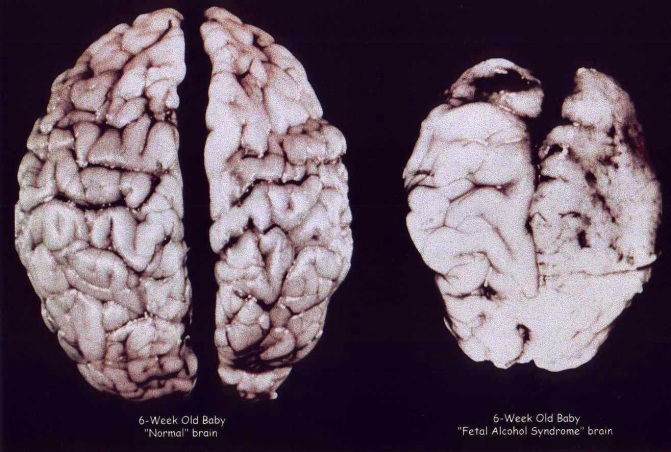 6-Week Old Baby
"Normal" brain
6-Week Old Baby
"Fetal Alcohol Syndrome" brain